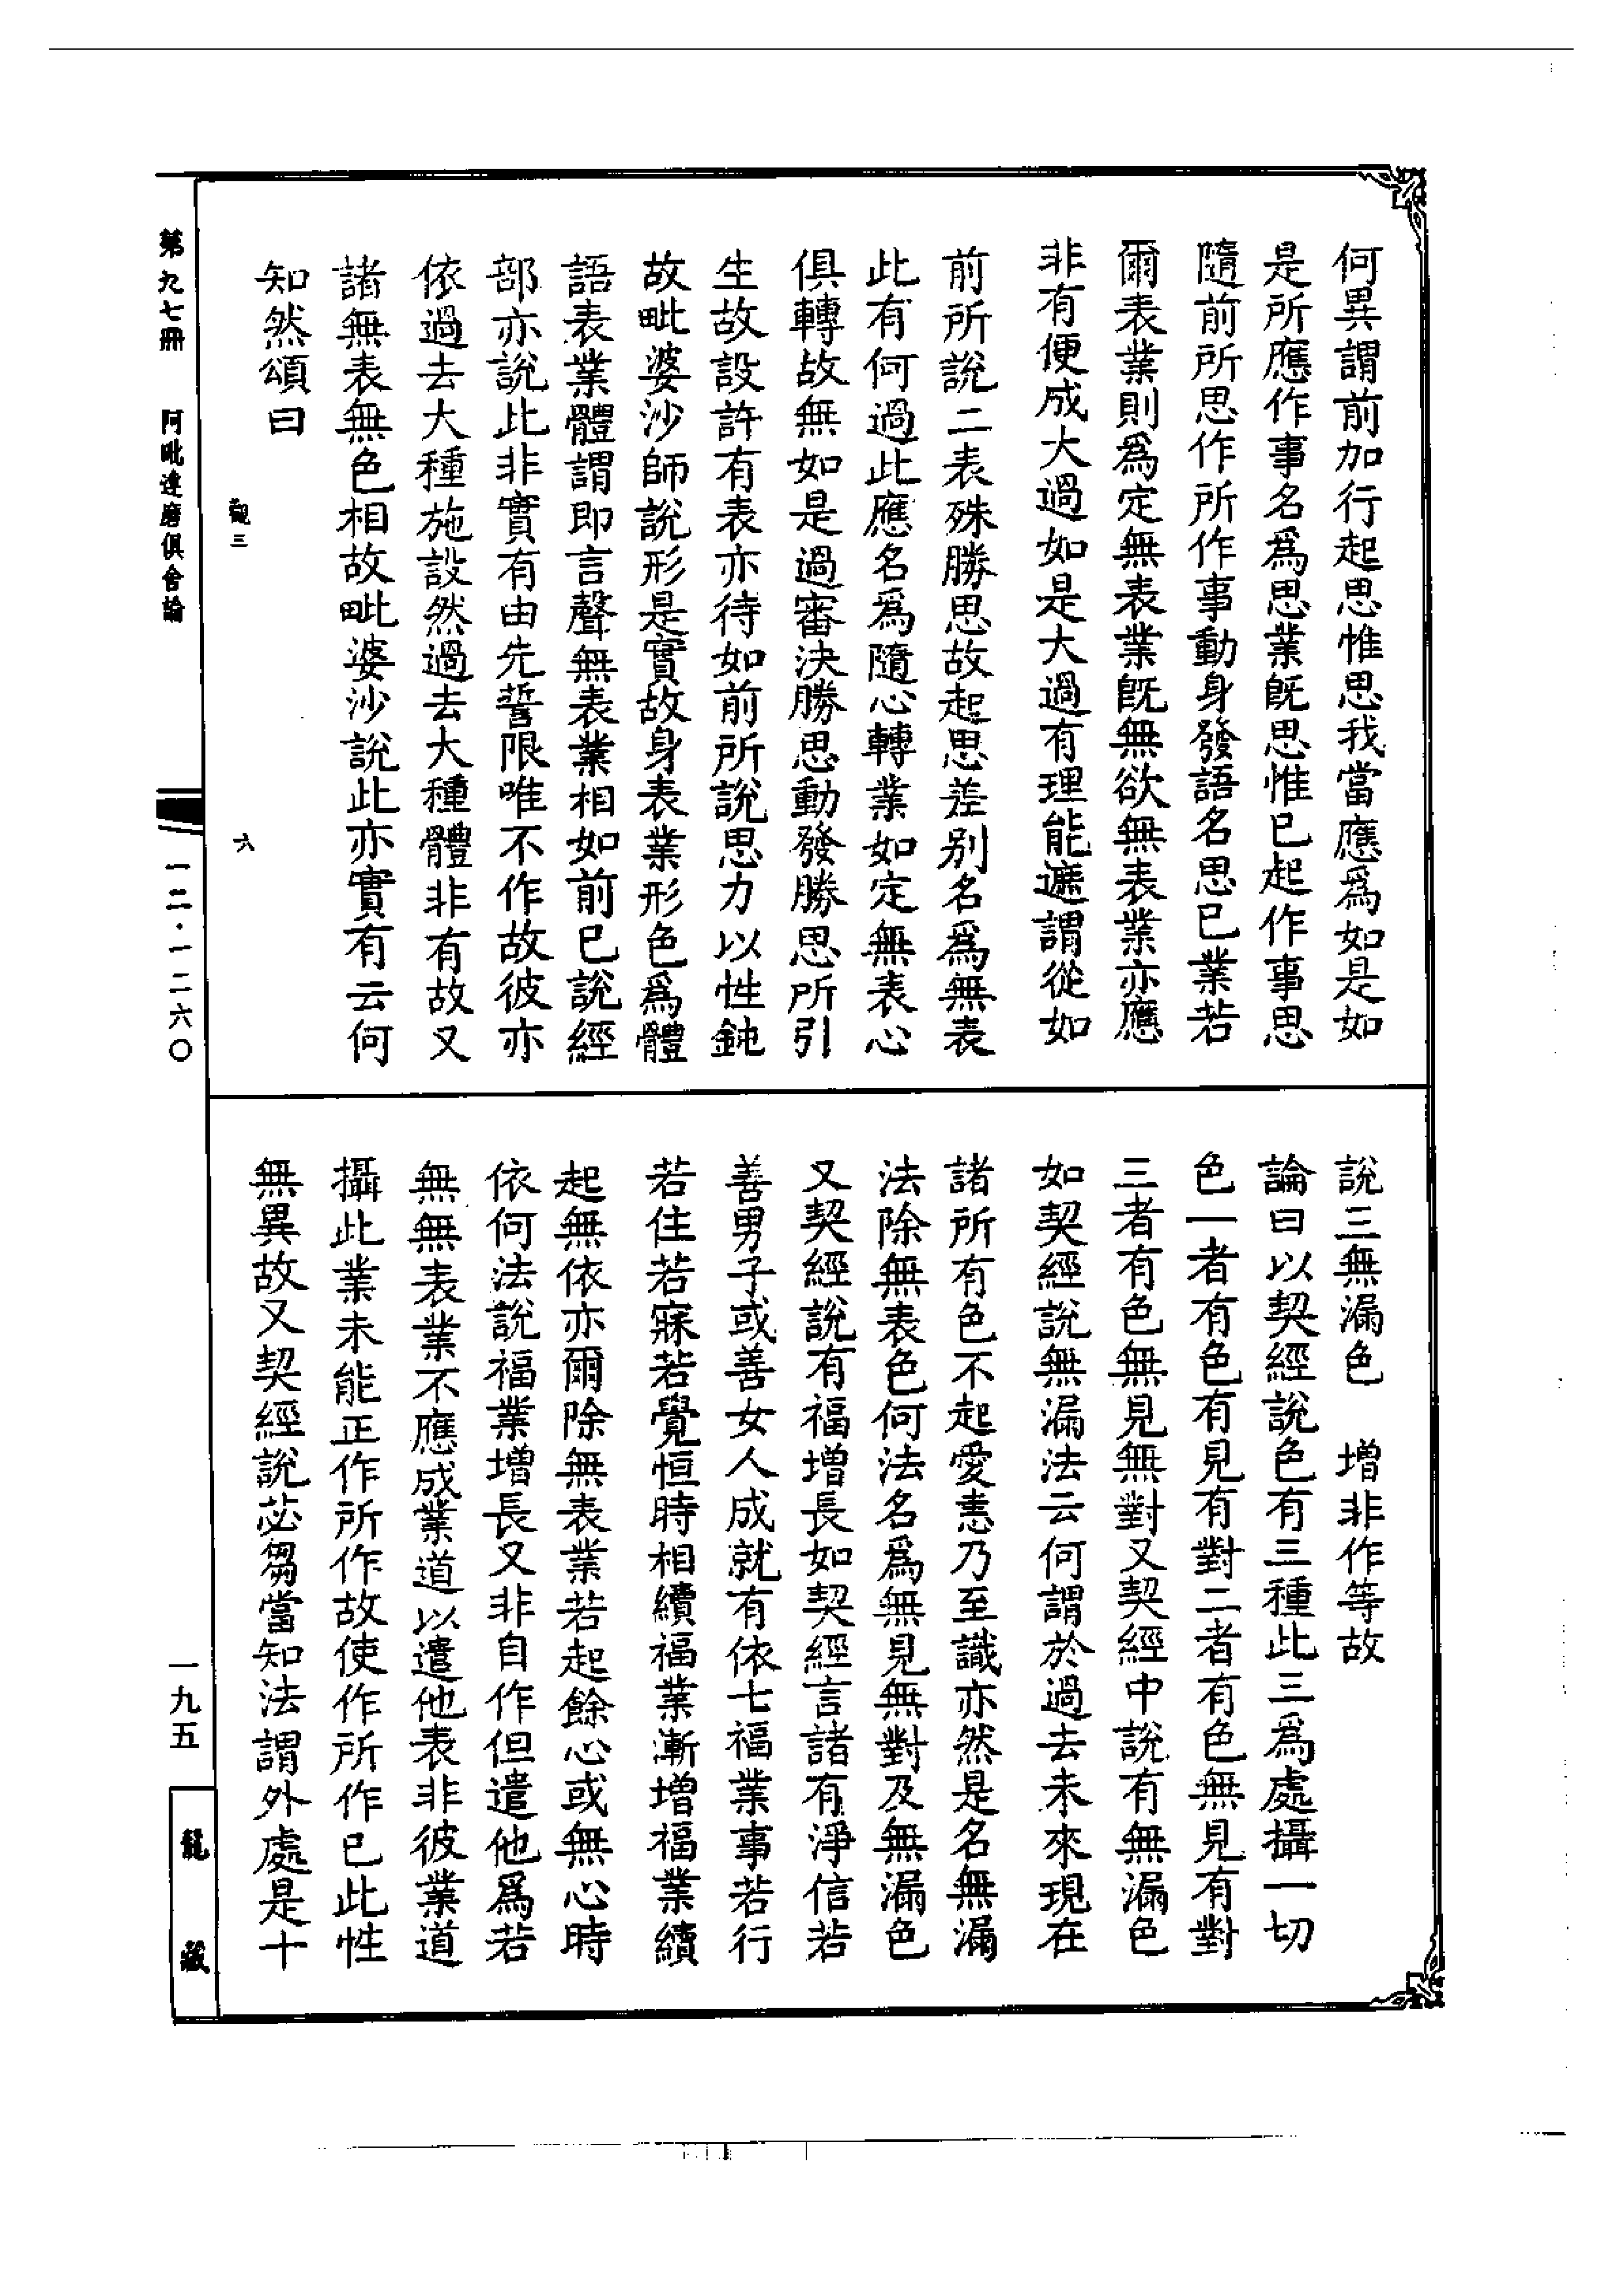 何異謂前加行起思惟思我當應爲如是如
是所應作事名爲思業旣思惟已起作事思
隨前所思作所作事動身發語名思已業若
爾表業則爲定無表業旣無欲無表業亦應
非有便成大過如是大過有理能遮謂從如
前所說二表殊勝思故起思差别名爲無表
此有何過此應名爲隨心轉業如定無表心
俱轉故無如是過審決勝思動發勝思所引
生故設許有表亦待如前所說思力以性鈍
故毗婆沙師說形是實故身表業形色爲體
語表業體謂即言聲無表業相如前已說經
部亦說此非實有由先誓限唯不作故彼亦
依過去大種施設然過去大種體非有故又
諸無表無色相故毗婆沙說此亦實有云何
知然頌曰
觀三
六
說三無漏色　增非作等故
論曰以契經說色有三種此三爲處攝一切
色一者有色有見有對二者有色無見有對
三者有色無見無對又契經中說有無漏色
如契經說無漏法云何謂於過去未來現在
諸所有色不起愛恚乃至識亦然是名無漏
法除無表色何法名爲無見無對及無漏色
又契經說有福增長如契經言諸有淨信若
善男子或善女人成就有依七福業事若行
若住若寐若覺恒時相續福業漸增福業續
起無依亦爾除無表業若起餘心或無心時
依何法說福業增長又非自作但遣他爲若
無無表業不應成業道以遣他表非彼業道
攝此業未能正作所作故使作所作已此性
無異故又契經說苾芻當知法謂外處是十
第九七冊　阿毗達磨俱舍論
一二·一二六〇
一九五
龍藏